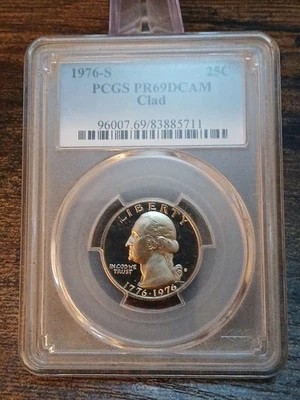 1976-S 25C
PCGS PR69DCAM
Clad
96007.69/83885711
LIBERTY
IN GOD WE
TRUST
S
1776-1976